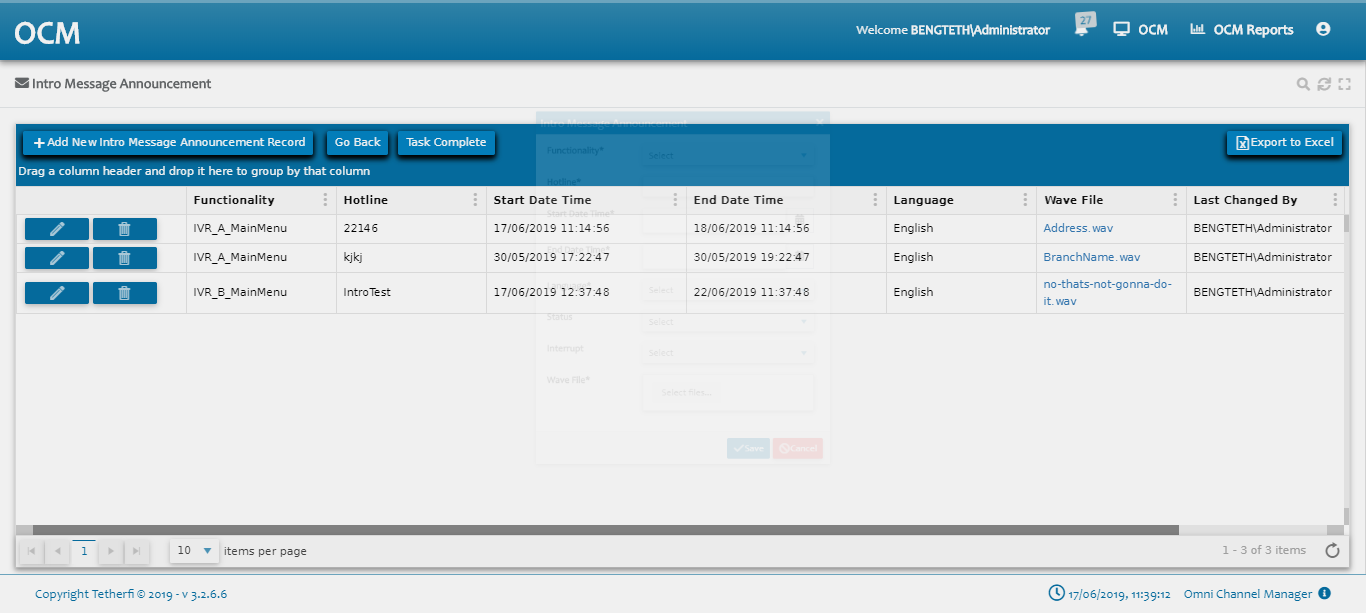 OCM
Welcome BENGTETH\Administrator
27
OCM
OCM Reports
Intro Message Announcement
Add New Intro Message Announcement Record
Go Back
Task Complete
Export to Excel
Drag a column header and drop it here to group by that column
Functionality Hotline Start Date Time End Date Time Language Wave File Last Changed By
IVR_A_MainMenu 22146 17/06/2019 11:14:56 18/06/2019 11:14:56 English Address.wav BENGTETH\Administrator
IVR_A_MainMenu kjkj 30/05/2019 17:22:47 30/05/2019 19:22:47 English BranchName.wav BENGTETH\Administrator
IVR_B_MainMenu IntroTest 17/06/2019 12:37:48 22/06/2019 11:37:48 English no-thats-not-gonna-do-
it.wav BENGTETH\Administrator
Intro Message Announcement
Functionality* Select
Hotline*
Start Date Time*
End Date Time*
Language* Select
Status Select
Interrupt Select
Wave File* Select files...
Save Cancel
1
10 items per page
1 - 3 of 3 items
Copyright Tetherfi © 2019 - v 3.2.6.6
17/06/2019, 11:39:12 Omni Channel Manager